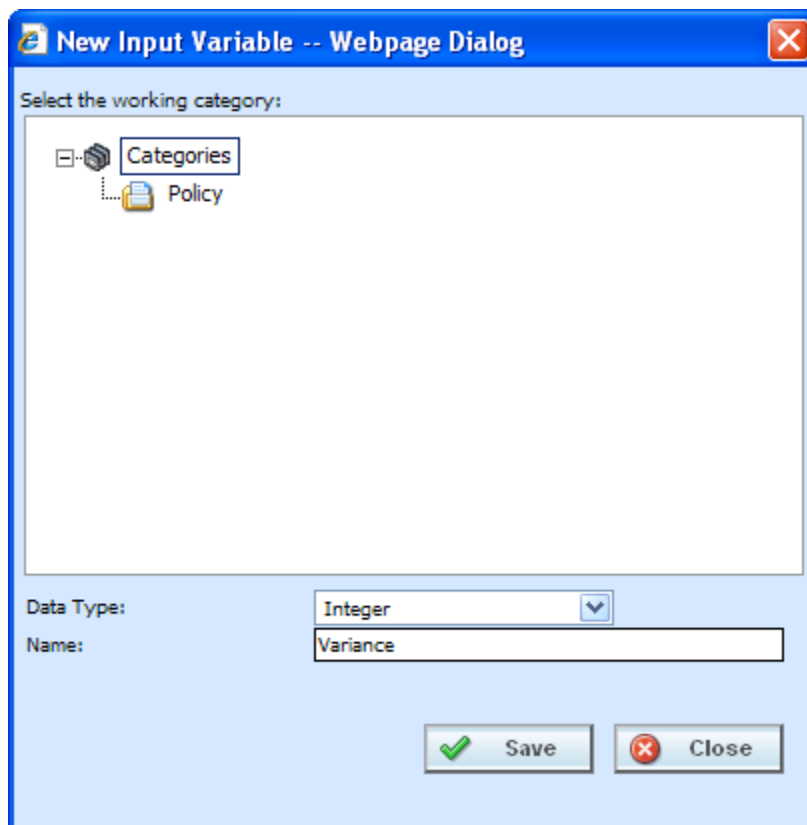 New Input Variable -- Webpage Dialog
Select the working category:
Categories
Policy
Data Type: Integer
Name: Variance
Save Close